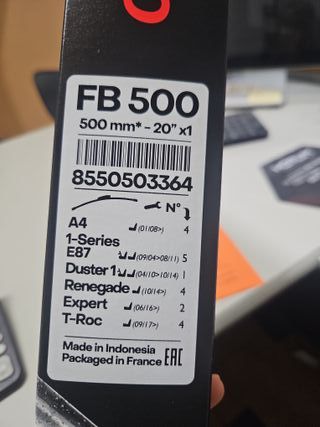 FB 500
500 mm* - 20" x1
8550503364
N°
A4 (01/08>) 4
1-Series
E87 (09/04>08/11) 5
Duster 1 (04/10>10/14) 1
Renegade (10/14>) 4
Expert (06/16>) 2
T-Roc (09/17>) 4
Made in Indonesia
Packaged in France EAC